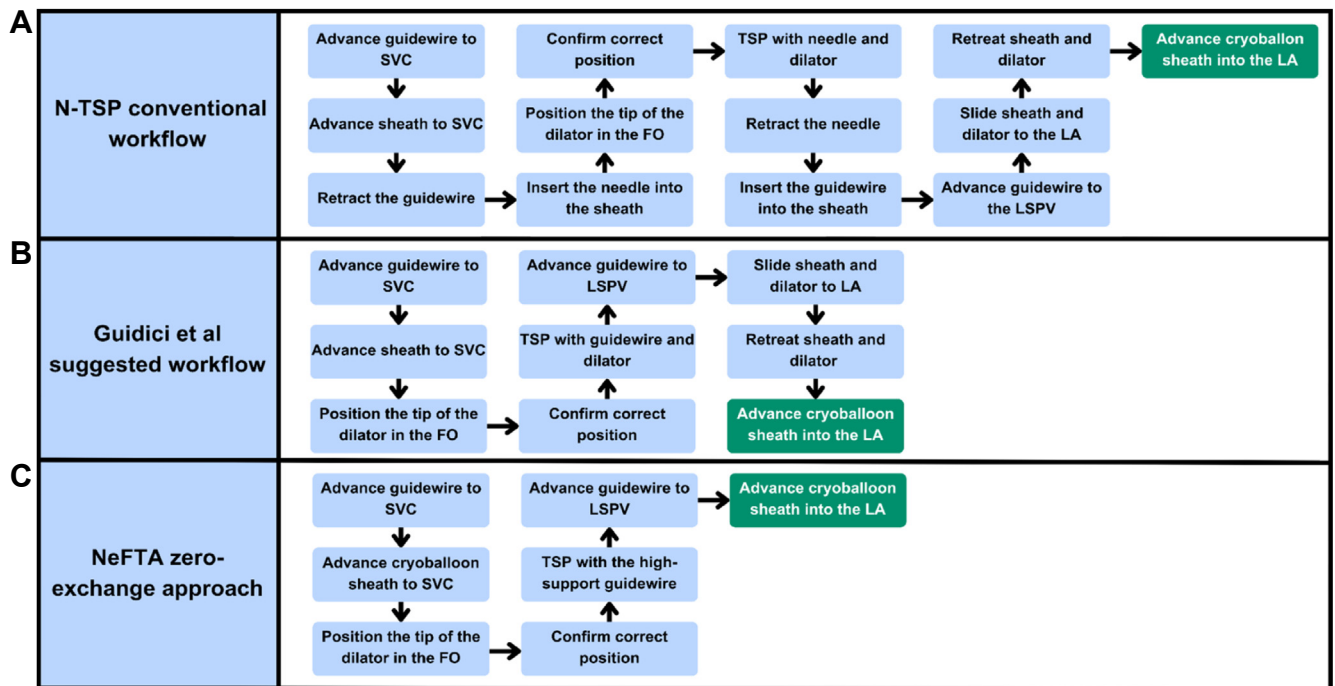 A
N-TSP conventional
workflow
Advance guidewire to
SVC
Advance sheath to SVC
Retract the guidewire
Insert the needle into
the sheath
Position the tip of the
dilator in the FO
Confirm correct
position
TSP with needle and
dilator
Retract the needle
Insert the guidewire
into the sheath
Advance guidewire to
the LSPV
Slide sheath and
dilator to the LA
Retreat sheath and
dilator
Advance cryoballon
sheath into the LA
B
Guidici et al
suggested workflow
Advance guidewire to
SVC
Advance sheath to SVC
Position the tip of the
dilator in the FO
Confirm correct
position
TSP with guidewire and
dilator
Advance guidewire to
LSPV
Slide sheath and
dilator to LA
Retreat sheath and
dilator
Advance cryoballoon
sheath into the LA
C
NeFTA zero-
exchange approach
Advance guidewire to
SVC
Advance cryoballoon
sheath to SVC
Position the tip of the
dilator in the FO
Confirm correct
position
TSP with the high-
support guidewire
Advance guidewire to
LSPV
Advance cryoballoon
sheath into the LA